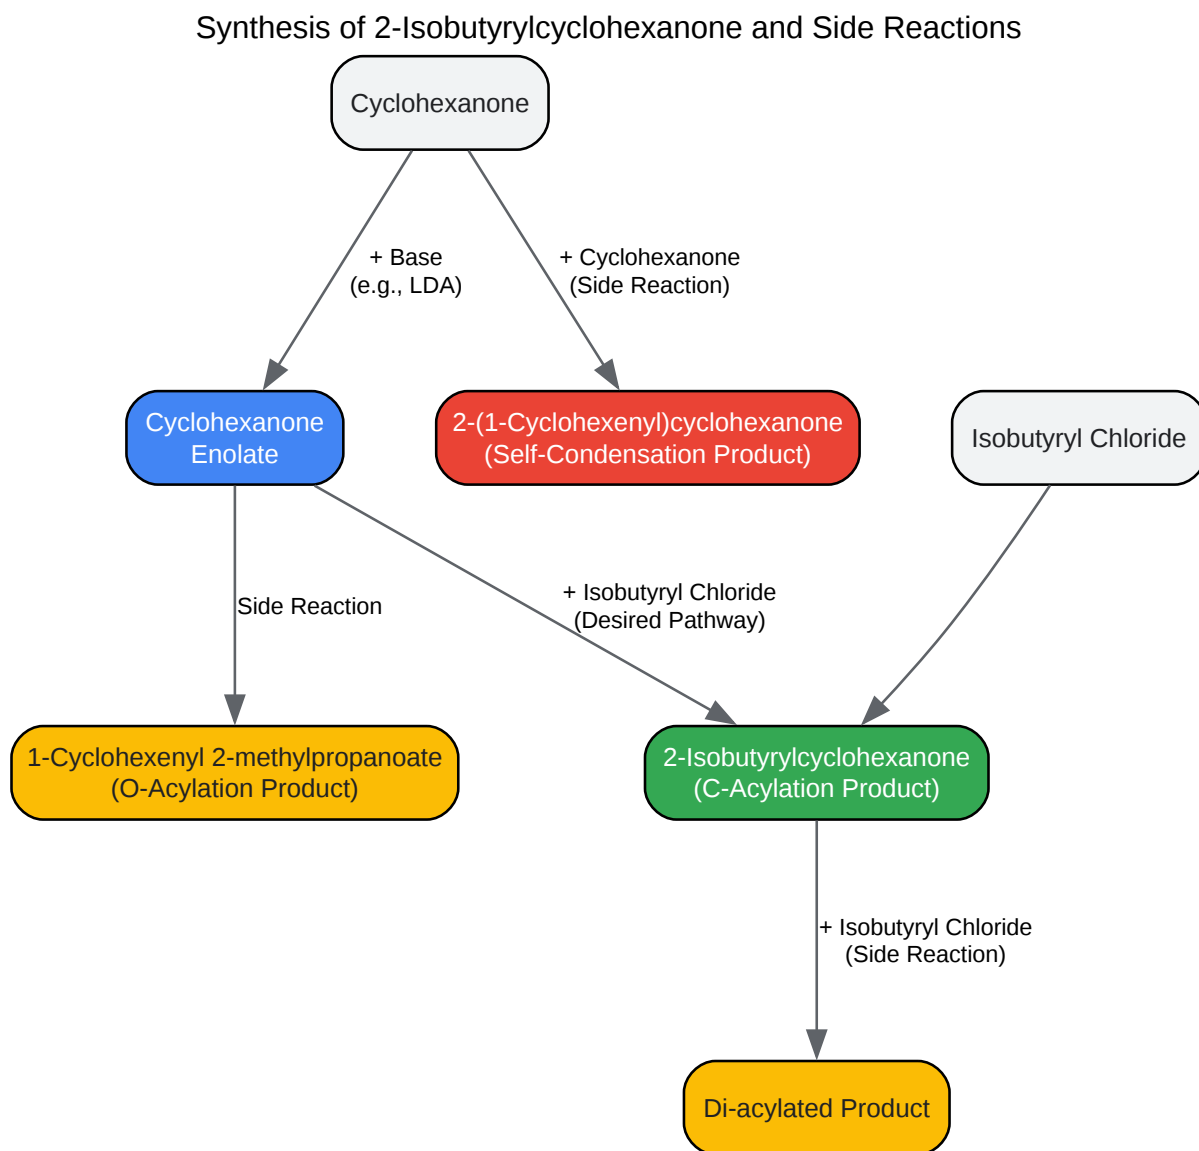 Synthesis of 2-Isobutyrylcyclohexanone and Side Reactions
Cyclohexanone
+ Base
(e.g., LDA)
+ Cyclohexanone
(Side Reaction)
Cyclohexanone
Enolate
2-(1-Cyclohexenyl)cyclohexanone
(Self-Condensation Product)
Isobutyryl Chloride
Side Reaction
+ Isobutyryl Chloride
(Desired Pathway)
1-Cyclohexenyl 2-methylpropanoate
(O-Acylation Product)
2-Isobutyrylcyclohexanone
(C-Acylation Product)
+ Isobutyryl Chloride
(Side Reaction)
Di-acylated Product